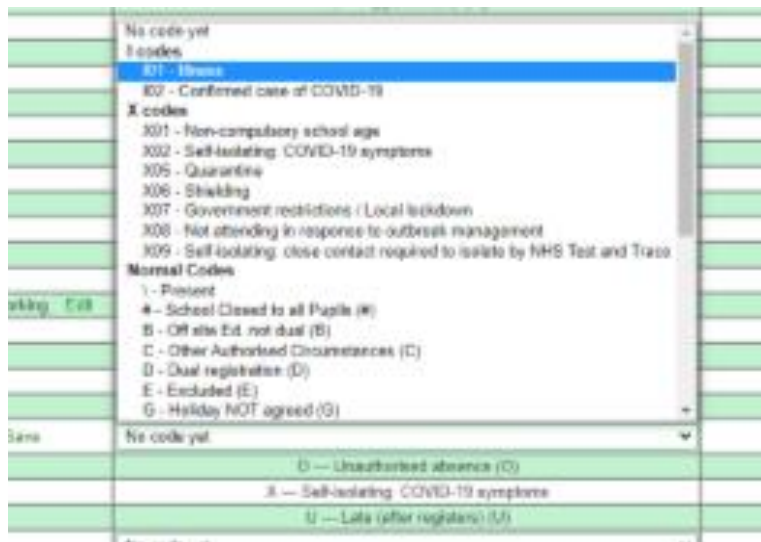 No code yet
I codes
I01 - Illness
I02 - Confirmed case of COVID-19
X codes
X01 - Non-compulsory school age
X02 - Self-isolating: COVID-19 symptoms
X05 - Quarantine
X06 - Shielding
X07 - Government restrictions / Local lockdown
X08 - Not attending in response to outbreak management
X09 - Self-isolating: close contact required to isolate by NHS Test and Trace
Normal Codes
\ - Present
Edit
# - School Closed to all Pupils (#)
B - Off site Ed. not dual (B)
C - Other Authorised Circumstances (C)
D - Dual registration (D)
E - Excluded (E)
G - Holiday NOT agreed (G)
Save
No code yet
O — Unauthorised absence (O)
X — Self-isolating: COVID-19 symptoms
U — Late (after registers) (U)